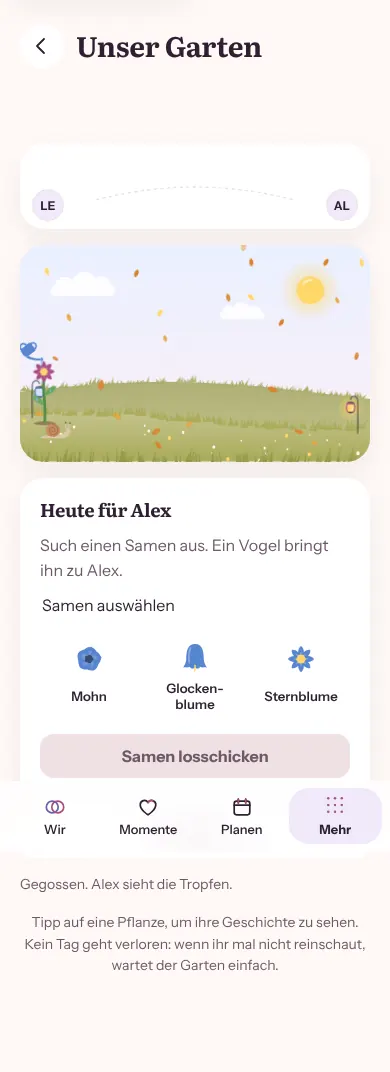 Unser Garten
LE
AL
Heute für Alex
Such einen Samen aus. Ein Vogel bringt
ihn zu Alex.
Samen auswählen
Mohn
Glocken-
blume
Sternblume
Samen losschicken
Wir
Momente
Planen
Mehr
Gegossen. Alex sieht die Tropfen.
Tipp auf eine Pflanze, um ihre Geschichte zu sehen.
Kein Tag geht verloren: wenn ihr mal nicht reinschaut,
wartet der Garten einfach.